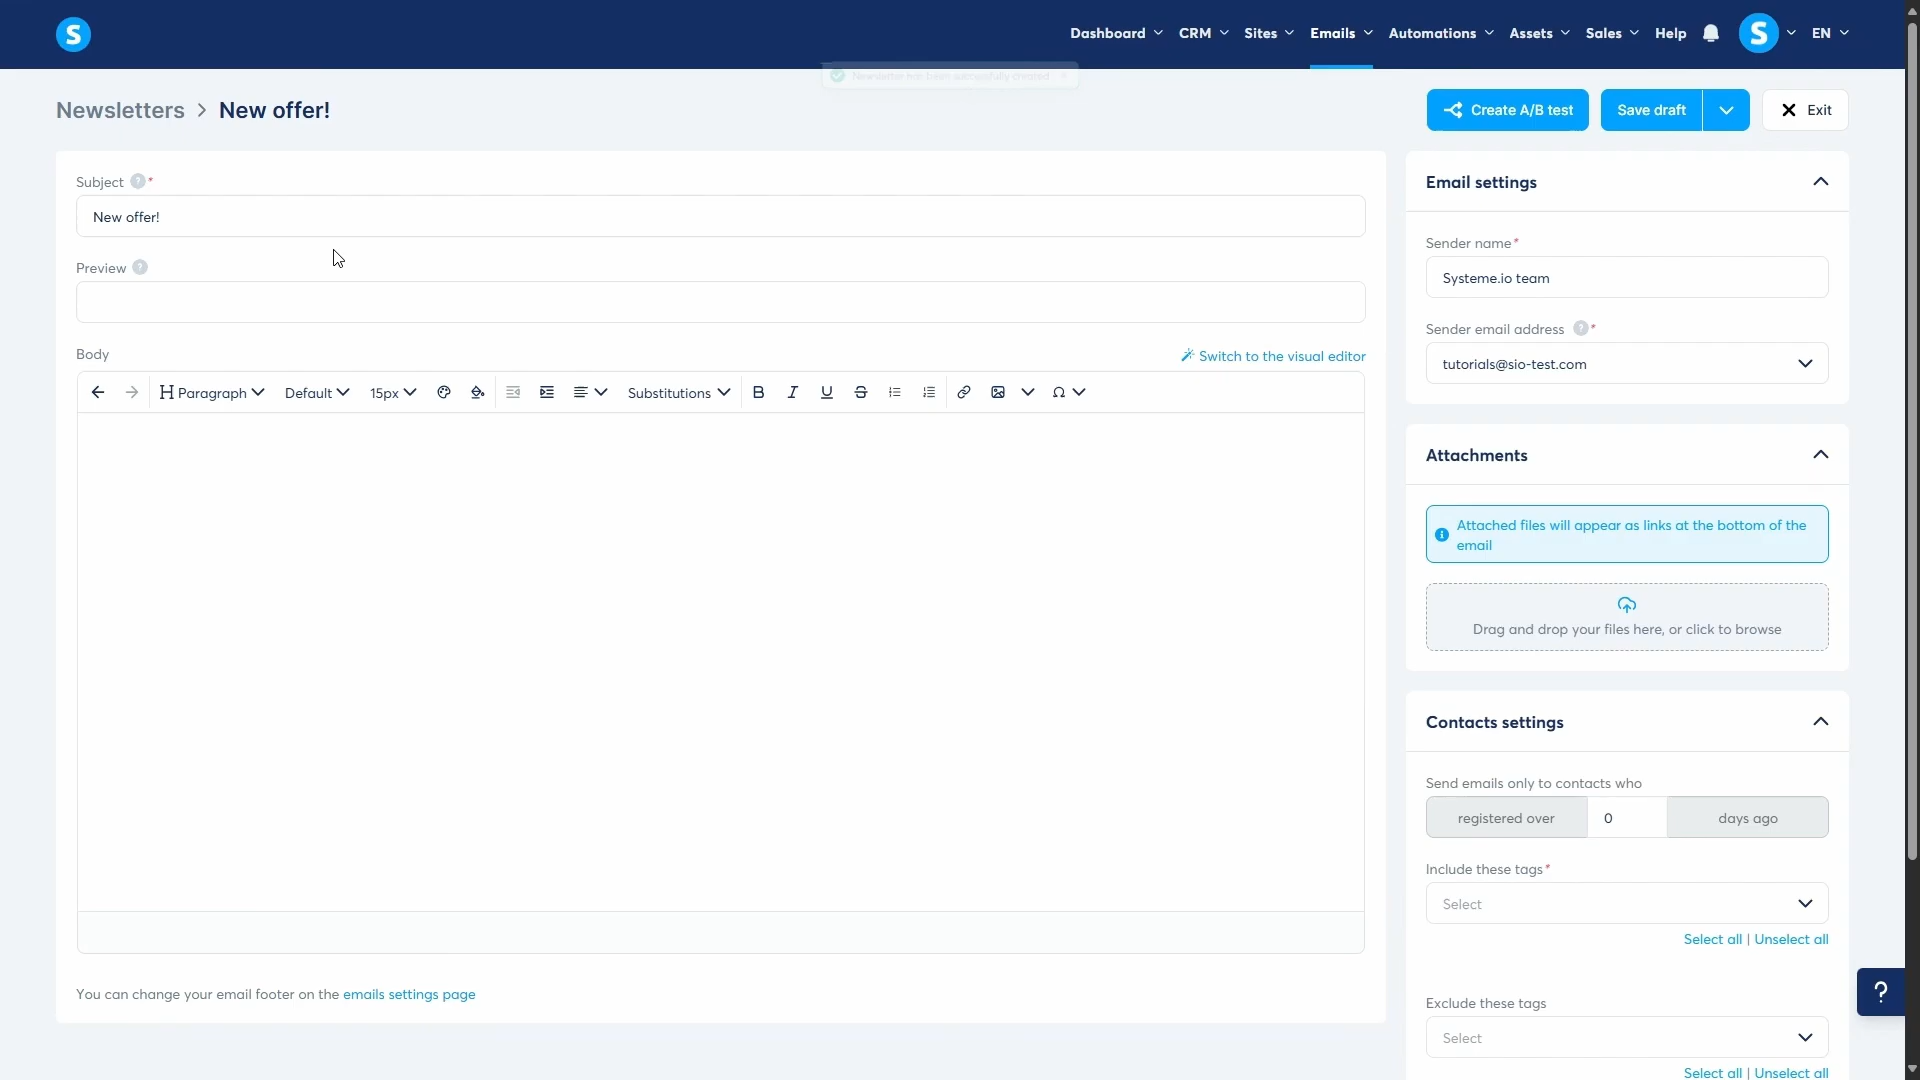 S
Dashboard CRM Sites Emails Automations Assets Sales Help S EN
Newsletter has been successfully created
Newsletters > New offer!
Create A/B test
Save draft
Exit
Subject ? *
New offer!
Preview ?
Body
Switch to the visual editor
Paragraph Default 15px Substitutions B I U S Ω
You can change your email footer on the emails settings page
Email settings
Sender name*
Systeme.io team
Sender email address ? *
tutorials@sio-test.com
Attachments
Attached files will appear as links at the bottom of the
email
Drag and drop your files here, or click to browse
Contacts settings
Send emails only to contacts who
registered over 0 days ago
Include these tags*
Select
Select all | Unselect all
Exclude these tags
Select
Select all | Unselect all
?